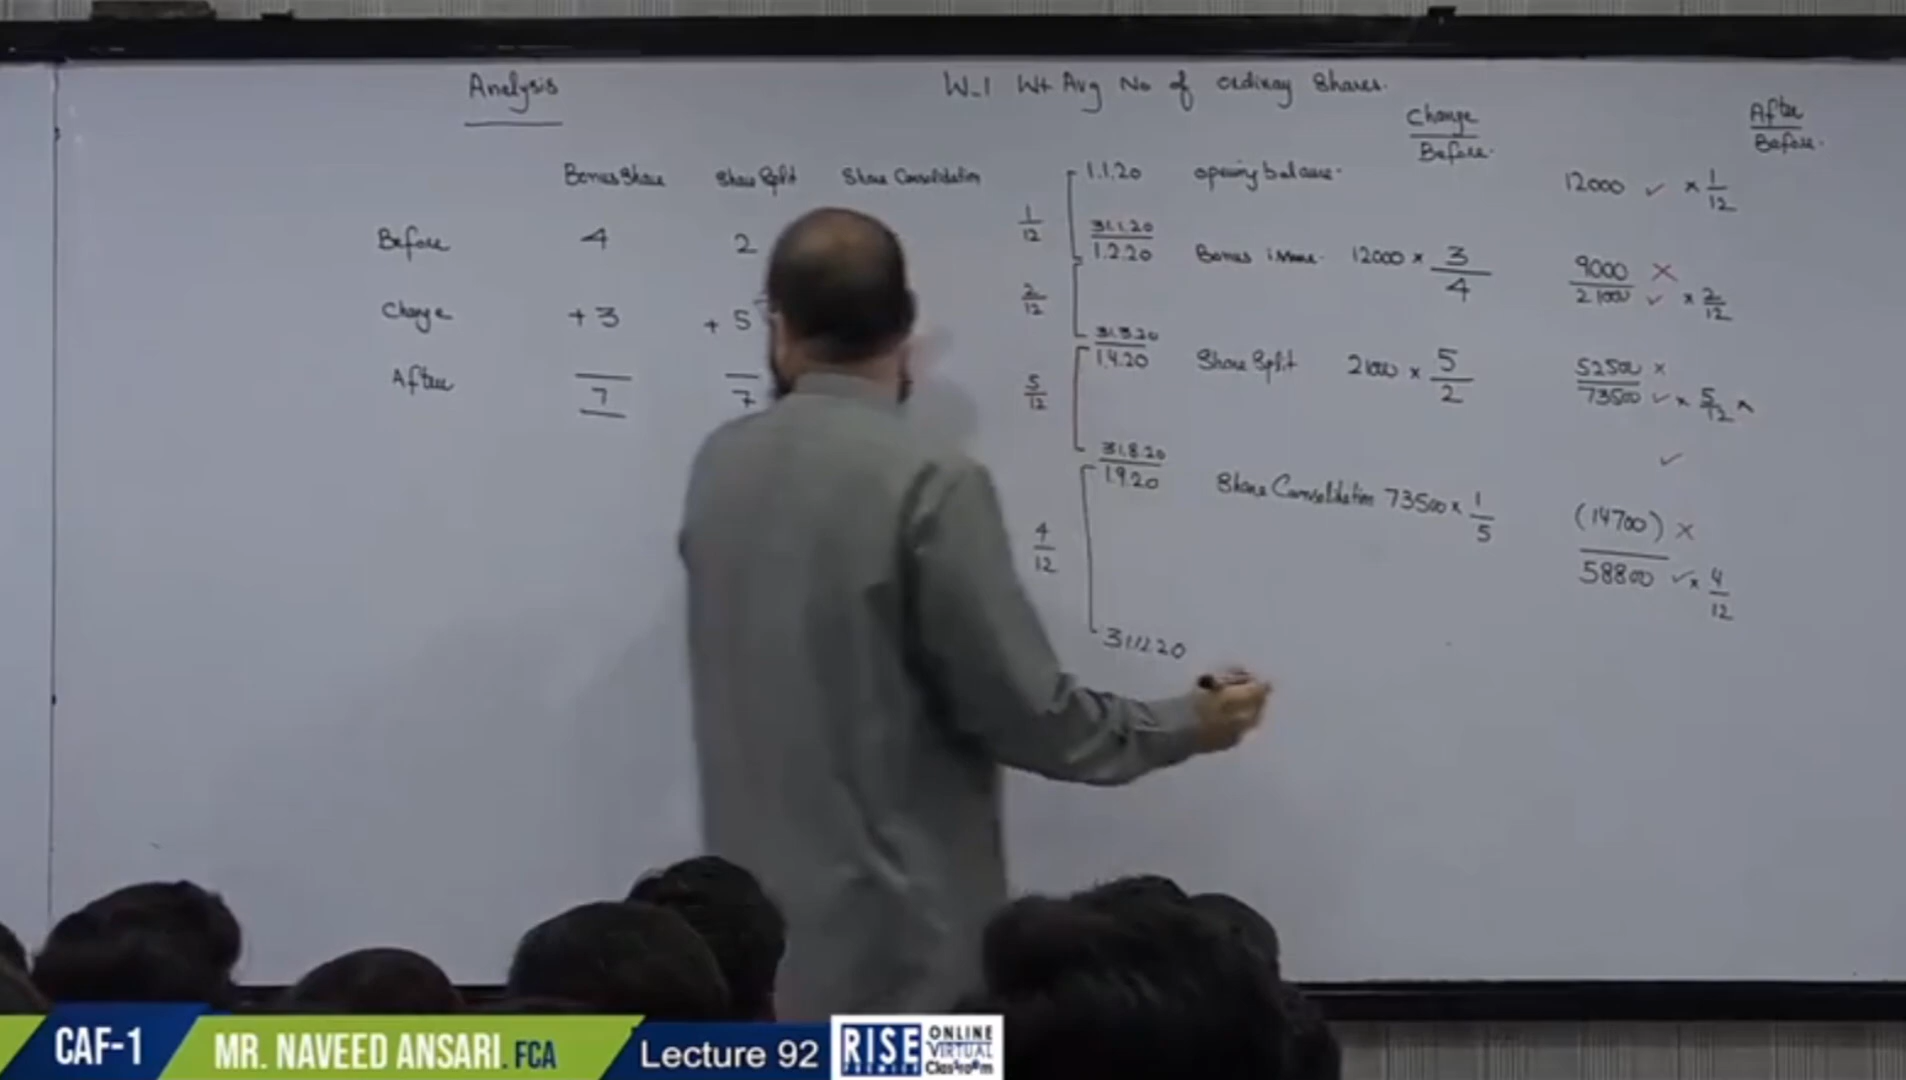 Analysis
Bonus Share Share Split Share Consolidation
Before 4 2
Change +3 +5
After 7 7
W-1 Wt Avg No of ordinary Shares.
Change
Before.
After
Before.
1.1.20 opening balance. 12000 ✓ × 1/12
1/12
31.1.20
1.2.20 Bonus issue. 12000 × 3/4 9000 ×
21000 ✓ × 2/12
2/12
31.3.20
1.4.20 Share Split 21000 × 5/2 52500 ×
73500 ✓ × 5/12 ×
5/12
✓
31.8.20
1.9.20 Share Consolidation 73500 × 1/5 (14700) ×
58800 ✓ × 4/12
4/12
31.12.20
CAF-1 MR. NAVEED ANSARI. FCA Lecture 92 RISE PREMIER ONLINE VIRTUAL Classroom